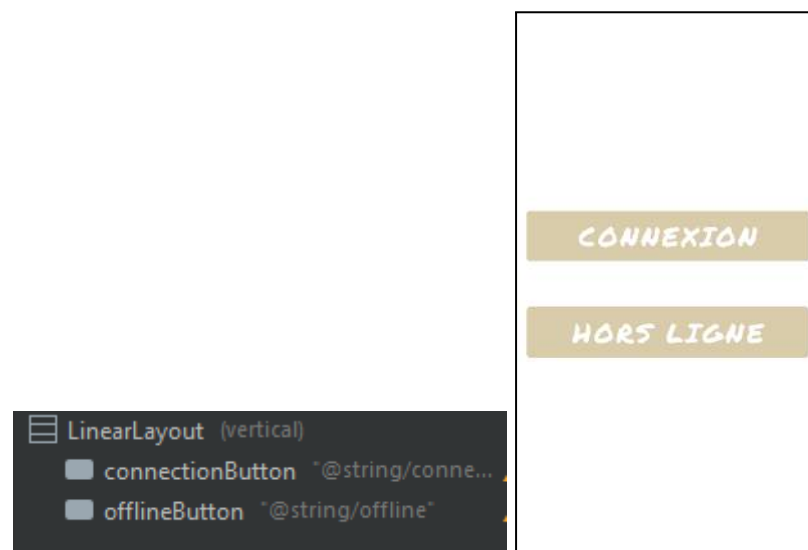 CONNEXION
HORS LIGNE
LinearLayout (vertical)
connectionButton "@string/conne...
offlineButton "@string/offline"